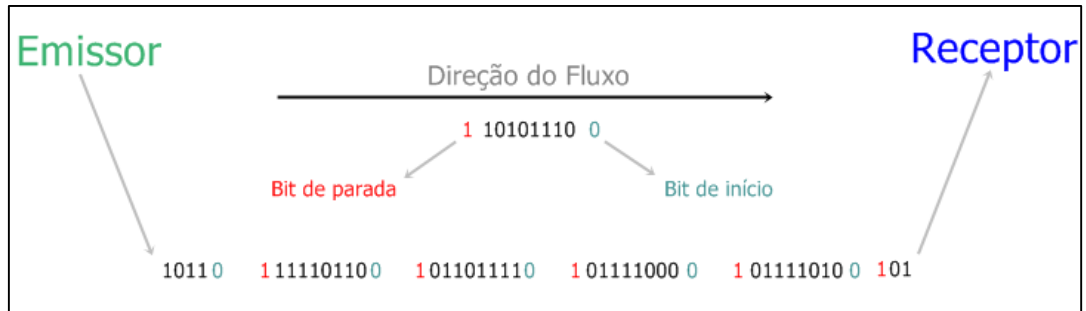 Emissor
Receptor
Direção do Fluxo
1 10101110 0
Bit de parada
Bit de início
1011 0 1 11110110 0 1 01101111 0 1 01111000 0 1 01111010 0 1 01